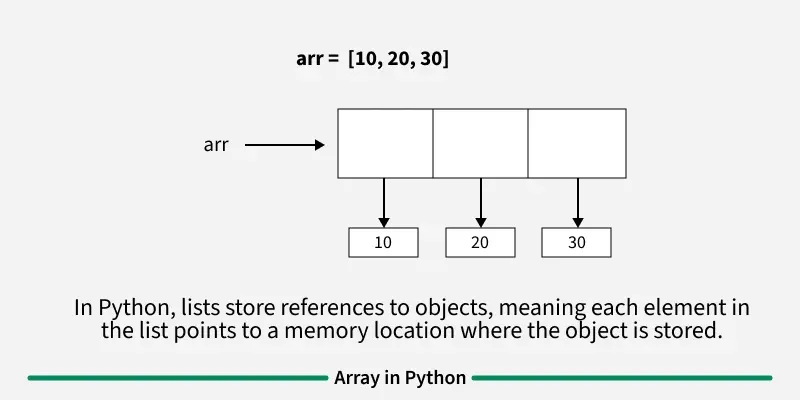 arr = [10, 20, 30]
arr
10 20 30
In Python, lists store references to objects, meaning each element in
the list points to a memory location where the object is stored.
Array in Python